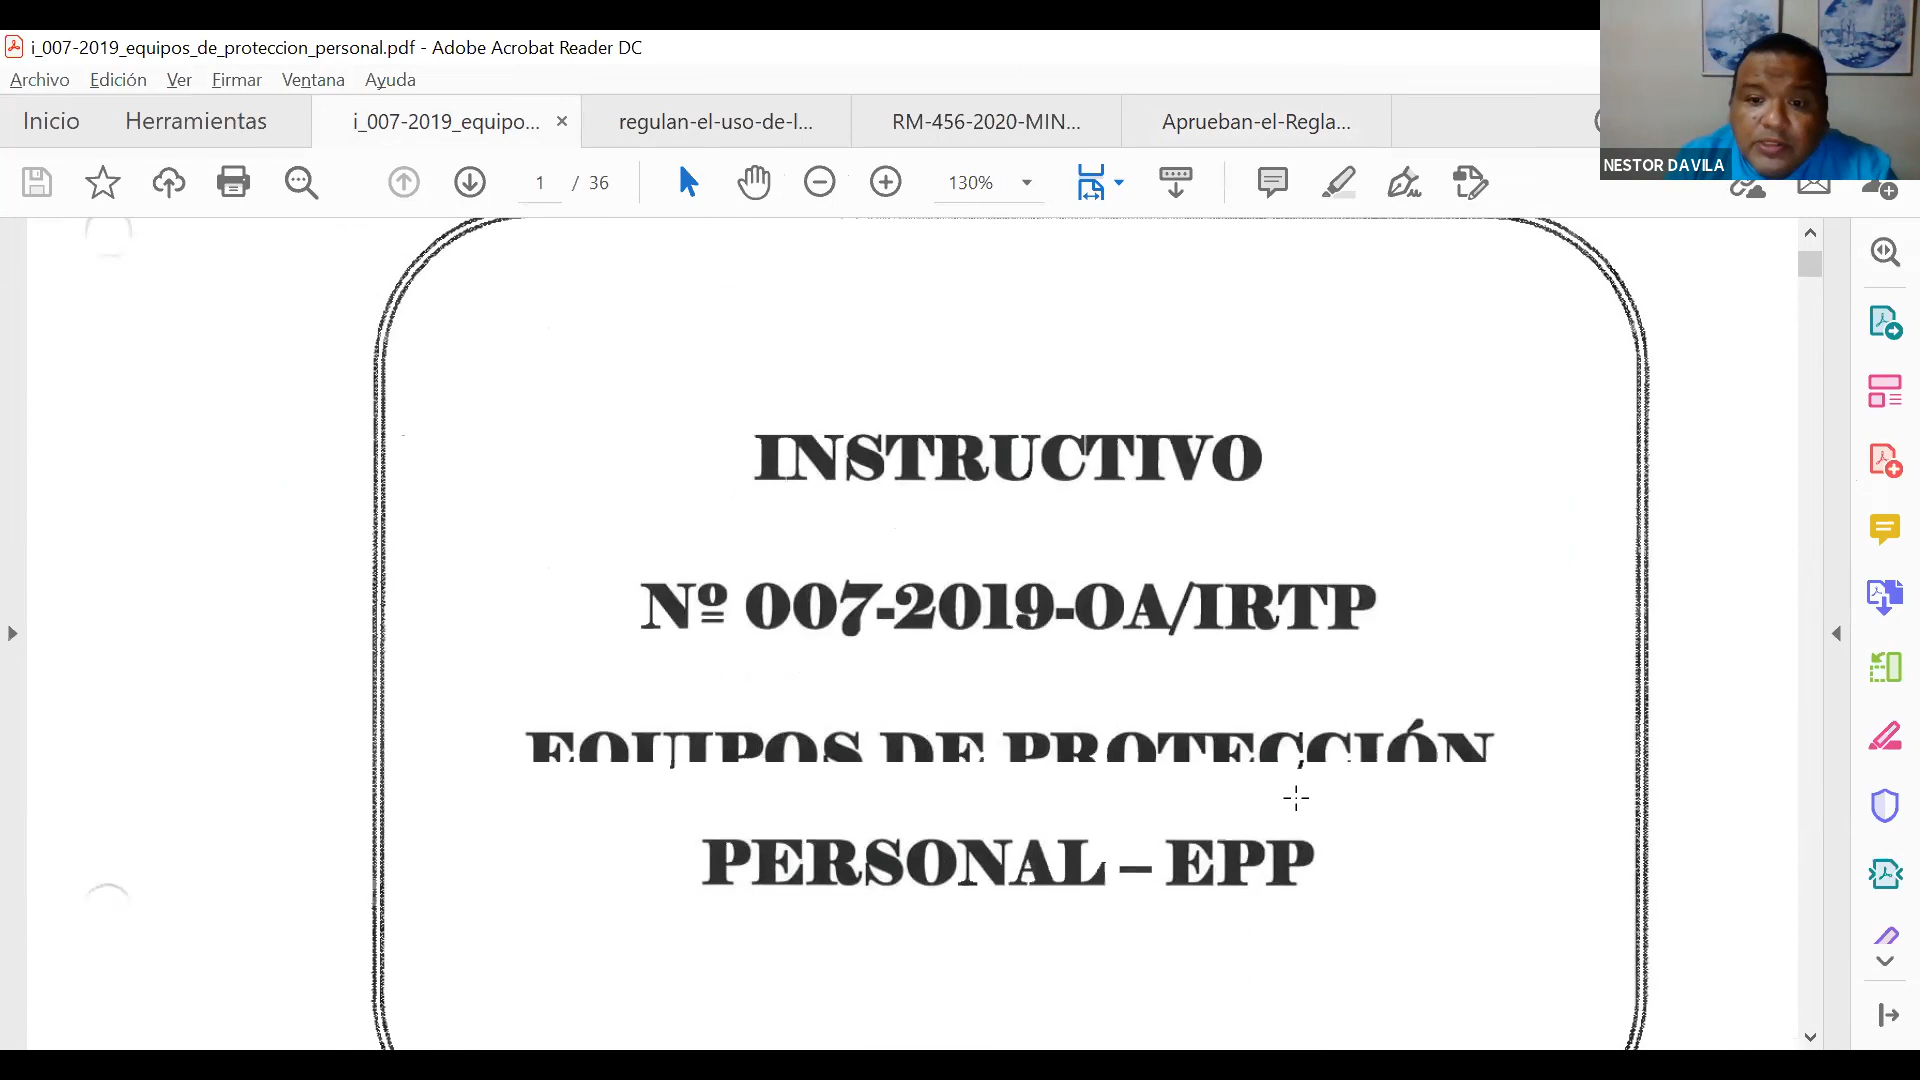 i_007-2019_equipos_de_proteccion_personal.pdf - Adobe Acrobat Reader DC
Archivo Edición Ver Firmar Ventana Ayuda
Inicio Herramientas i_007-2019_equipo... × regulan-el-uso-de-l... RM-456-2020-MIN... Aprueban-el-Regla...
NESTOR DAVILA
1 / 36 130%
INSTRUCTIVO
Nº 007-2019-OA/IRTP
EQUIPOS DE PROTECCIÓN
PERSONAL – EPP